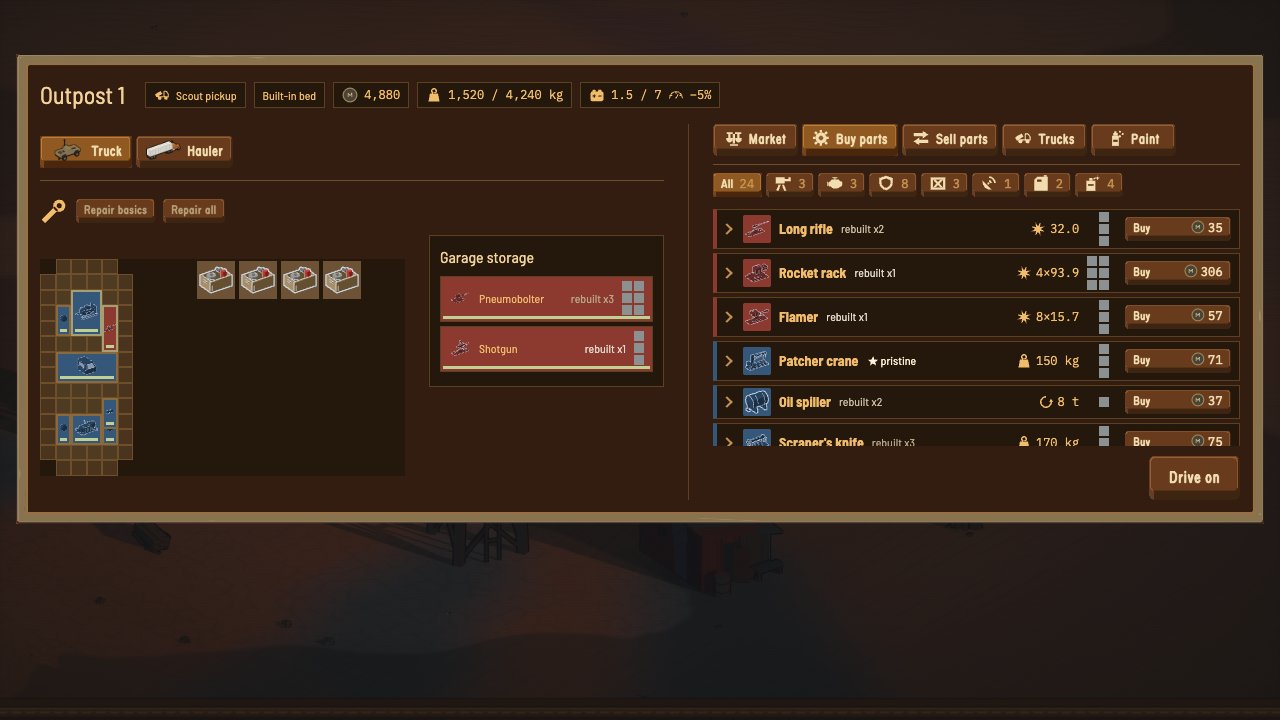 Outpost 1
Scout pickup
Built-in bed
4,880
1,520 / 4,240 kg
1.5 / 7 −5%
Truck
Hauler
Repair basics
Repair all
Garage storage
Pneumobolter rebuilt x3
Shotgun rebuilt x1
Market
Buy parts
Sell parts
Trucks
Paint
All 24
3
3
8
3
1
2
4
Long rifle rebuilt x2 32.0 Buy 35
Rocket rack rebuilt x1 4×93.9 Buy 306
Flamer rebuilt x1 8×15.7 Buy 57
Patcher crane pristine 150 kg Buy 71
Oil spiller rebuilt x2 8 t Buy 37
Scraper's knife rebuilt x3 170 kg Buy 75
Drive on